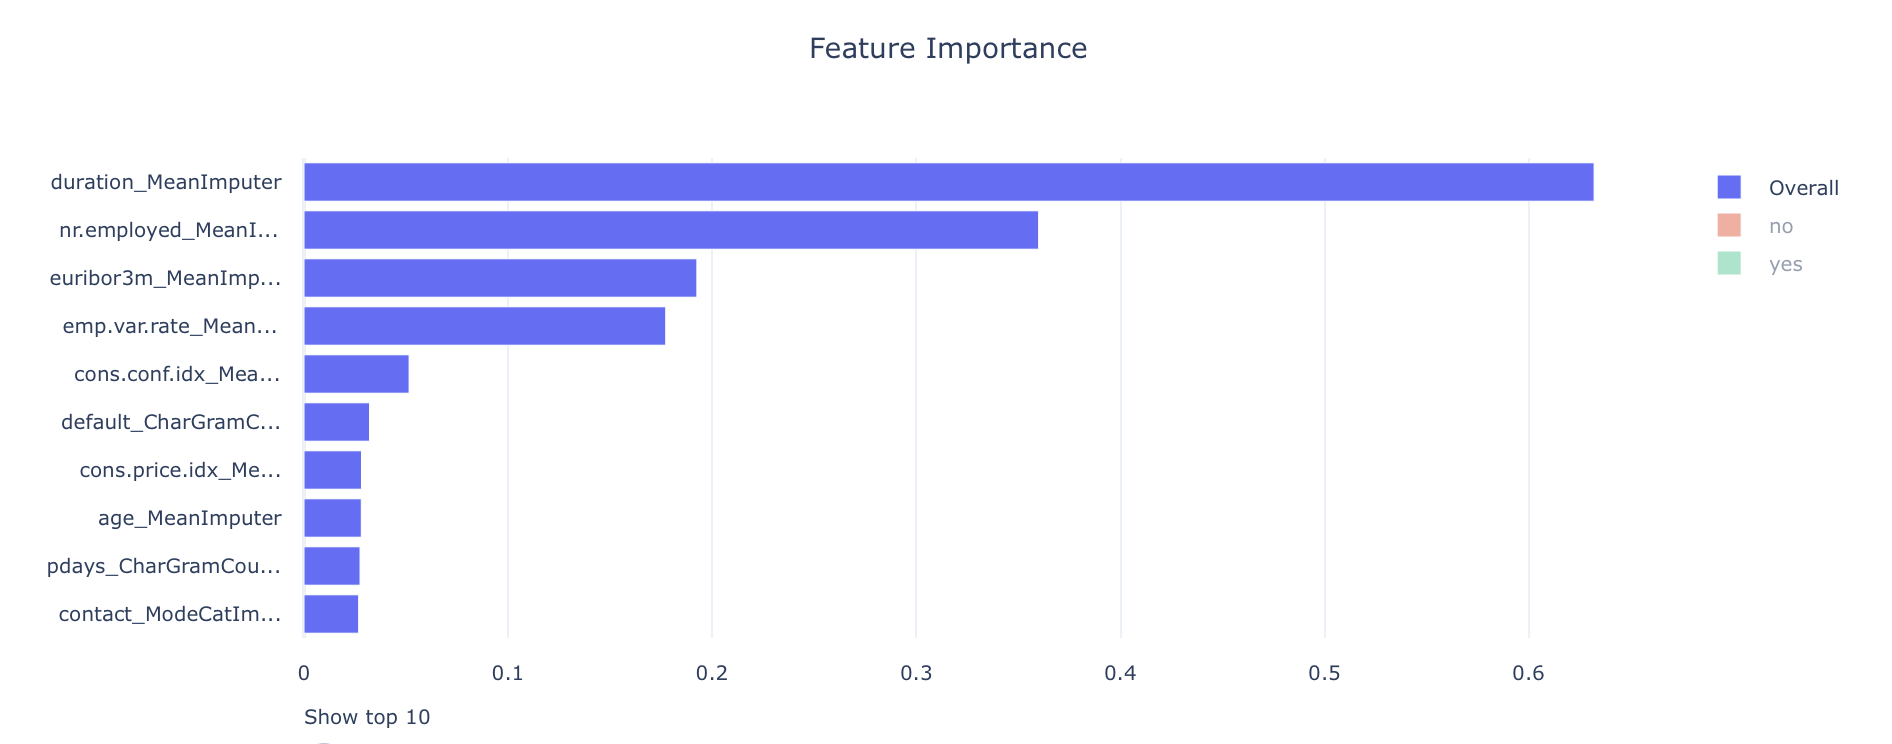 Feature Importance
duration_MeanImputer
nr.employed_MeanI...
euribor3m_MeanImp...
emp.var.rate_Mean...
cons.conf.idx_Mea...
default_CharGramC...
cons.price.idx_Me...
age_MeanImputer
pdays_CharGramCou...
contact_ModeCatIm...
0 0.1 0.2 0.3 0.4 0.5 0.6
Show top 10
Overall
no
yes